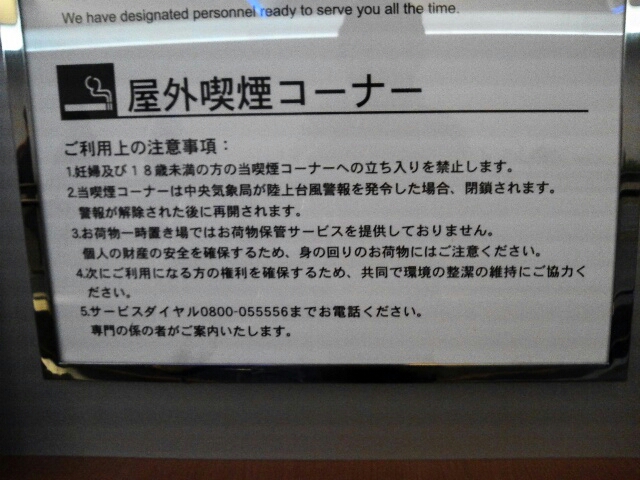 We have designated personnel ready to serve you all the time.
屋外喫煙コーナー
ご利用上の注意事項：
1.妊婦及び１８歳未満の方の当喫煙コーナーへの立ち入りを禁止します。
2.当喫煙コーナーは中央気象局が陸上台風警報を発令した場合、閉鎖されます。
警報が解除された後に再開されます。
3.お荷物一時置き場ではお荷物保管サービスを提供しておりません。
個人の財産の安全を確保するため、身の回りのお荷物にはご注意ください。
4.次にご利用になる方の権利を確保するため、共同で環境の整潔の維持にご協力く
ださい。
5.サービスダイヤル0800-055556までお電話ください。
専門の係の者がご案内いたします。